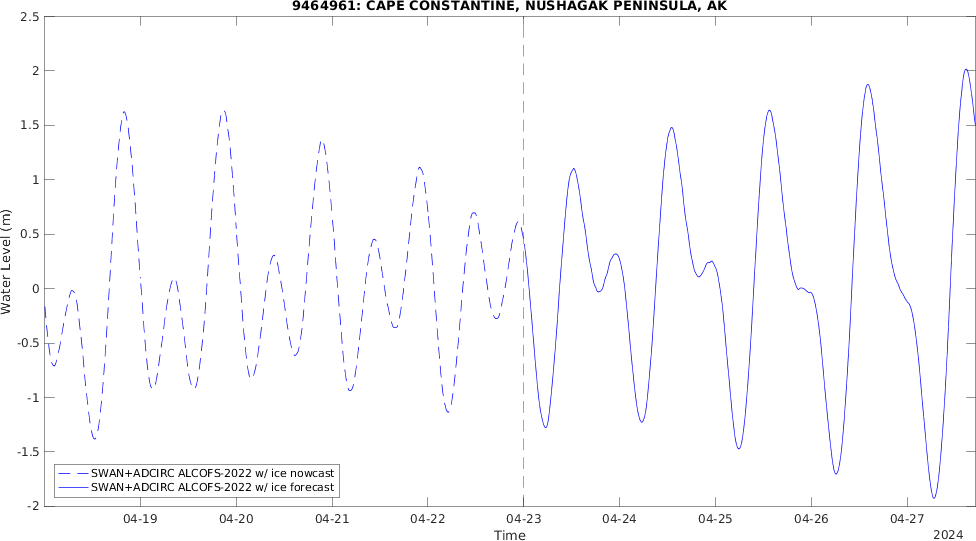 9464961: CAPE CONSTANTINE, NUSHAGAK PENINSULA, AK
2.5
2
1.5
1
0.5
0
-0.5
-1
-1.5
-2
Water Level (m)
SWAN+ADCIRC ALCOFS-2022 w/ ice nowcast
SWAN+ADCIRC ALCOFS-2022 w/ ice forecast
04-19 04-20 04-21 04-22 04-23 04-24 04-25 04-26 04-27
Time
2024